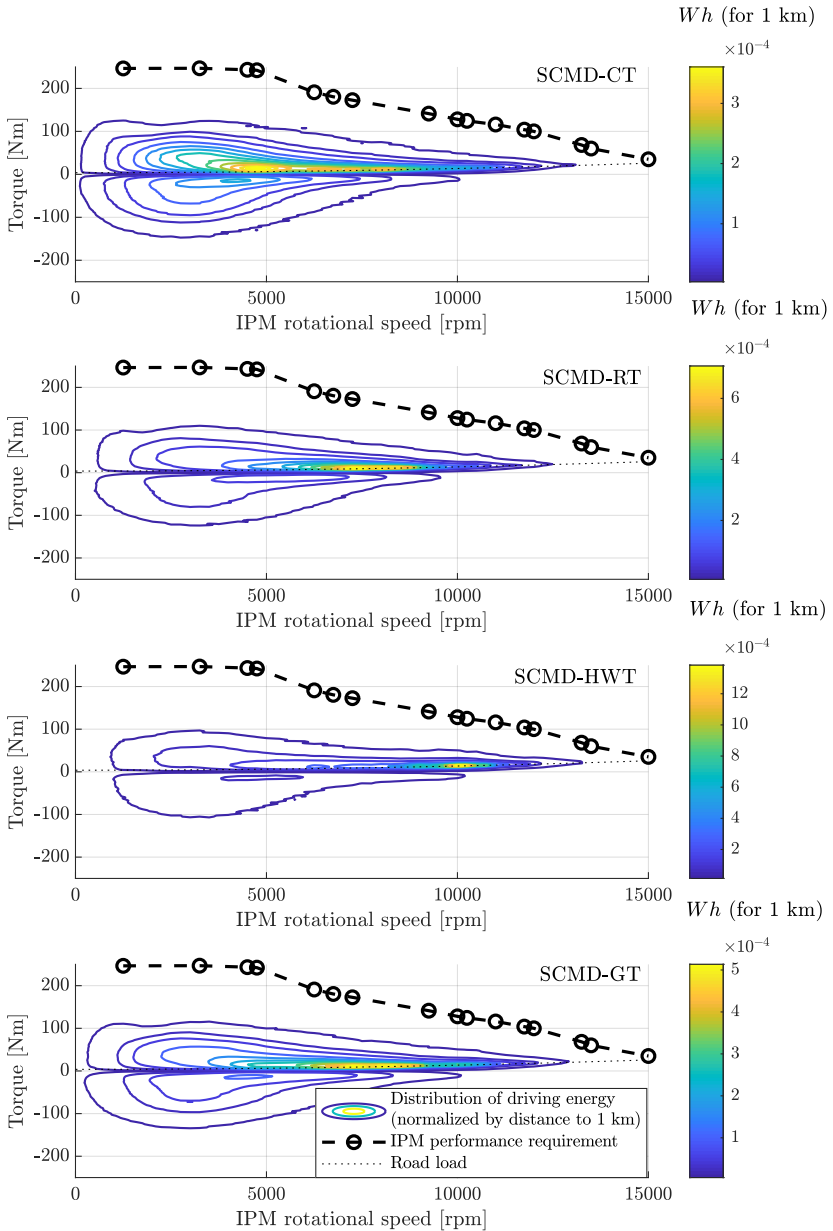 Wh (for 1 km)
×10⁻⁴
SCMD-CT
Torque [Nm]
200
100
0
-100
-200
3
2
1
0
5000
10000
15000
IPM rotational speed [rpm]
Wh (for 1 km)
×10⁻⁴
SCMD-RT
Torque [Nm]
200
100
0
-100
-200
6
4
2
0
5000
10000
15000
IPM rotational speed [rpm]
Wh (for 1 km)
×10⁻⁴
SCMD-HWT
Torque [Nm]
200
100
0
-100
-200
12
10
8
6
4
2
0
5000
10000
15000
IPM rotational speed [rpm]
Wh (for 1 km)
×10⁻⁴
SCMD-GT
Torque [Nm]
200
100
0
-100
-200
5
4
3
2
1
Distribution of driving energy
(normalized by distance to 1 km)
IPM performance requirement
Road load
0
5000
10000
15000
IPM rotational speed [rpm]